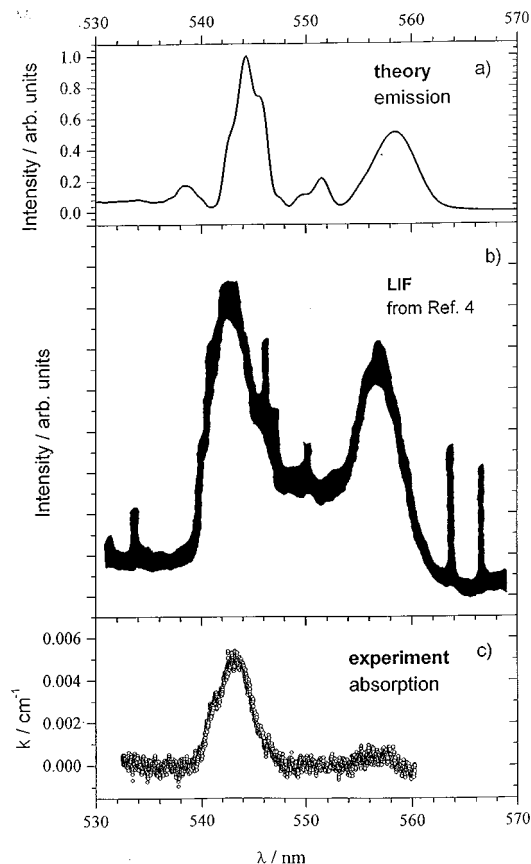 530 540 550 560 570
a)
theory
emission
1.0
0.8
0.6
0.4
0.2
0.0
Intensity / arb. units
b)
LIF
from Ref. 4
Intensity / arb. units
c)
experiment
absorption
0.006
0.004
0.002
0.000
k / cm-1
530 540 550 560 570
λ / nm